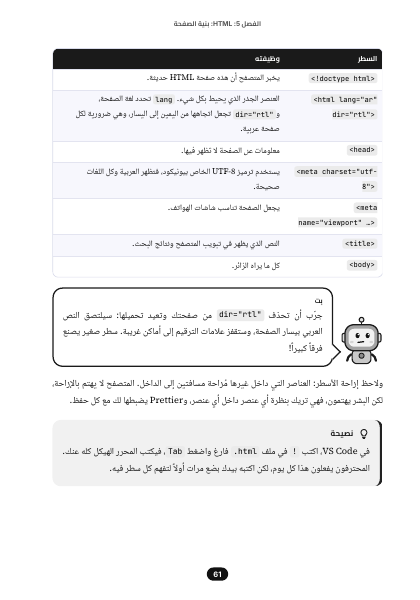 الفصل 5: HTML: بنية الصفحة
السطر وظيفته
<!doctype html> يخبر المتصفح أن هذه صفحة HTML حديثة.
<html lang="ar" العنصر الجذر الذي يحيط بكل شيء. lang تحدد لغة الصفحة،
dir="rtl"> و dir="rtl" تجعل اتجاهها من اليمين إلى اليسار، وهي ضرورية لكل
صفحة عربية.
<head> معلومات عن الصفحة لا تظهر فيها.
<meta charset="utf- يستخدم ترميز UTF-8 الخاص بيونيكود، فتظهر العربية وكل اللغات
8"> صحيحة.
<meta يجعل الصفحة تناسب شاشات الهواتف.
name="viewport" …>
<title> النص الذي يظهر في تبويب المتصفح ونتائج البحث.
<body> كل ما يراه الزائر.
بت
جرّب أن تحذف dir="rtl" من صفحتك وتعيد تحميلها: سيلتصق النص
العربي بيسار الصفحة، وستقفز علامات الترقيم إلى أماكن غريبة. سطر صغير يصنع
فرقاً كبيراً!
ولاحظ إزاحة الأسطر: العناصر التي داخل غيرها مُزاحة مسافتين إلى الداخل. المتصفح لا يهتم بالإزاحة،
لكن البشر يهتمون، فهي تريك بنظرة أي عنصر داخل أي عنصر، وPrettier يضبطها لك مع كل حفظ.
نصيحة
في VS Code، اكتب ! في ملف .html فارغ واضغط Tab ، فيكتب المحرر الهيكل كله عنك.
المحترفون يفعلون هذا كل يوم، لكن اكتبه بيدك بضع مرات أولاً لتفهم كل سطر فيه.
61